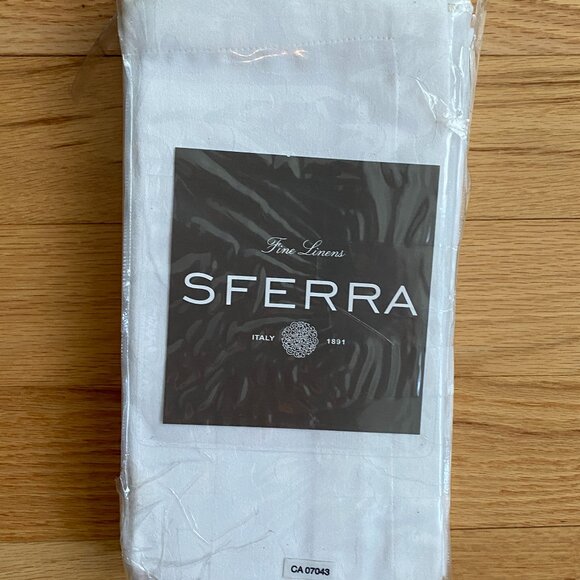 Fine Linens
SFERRA
ITALY 1891
CA 07043